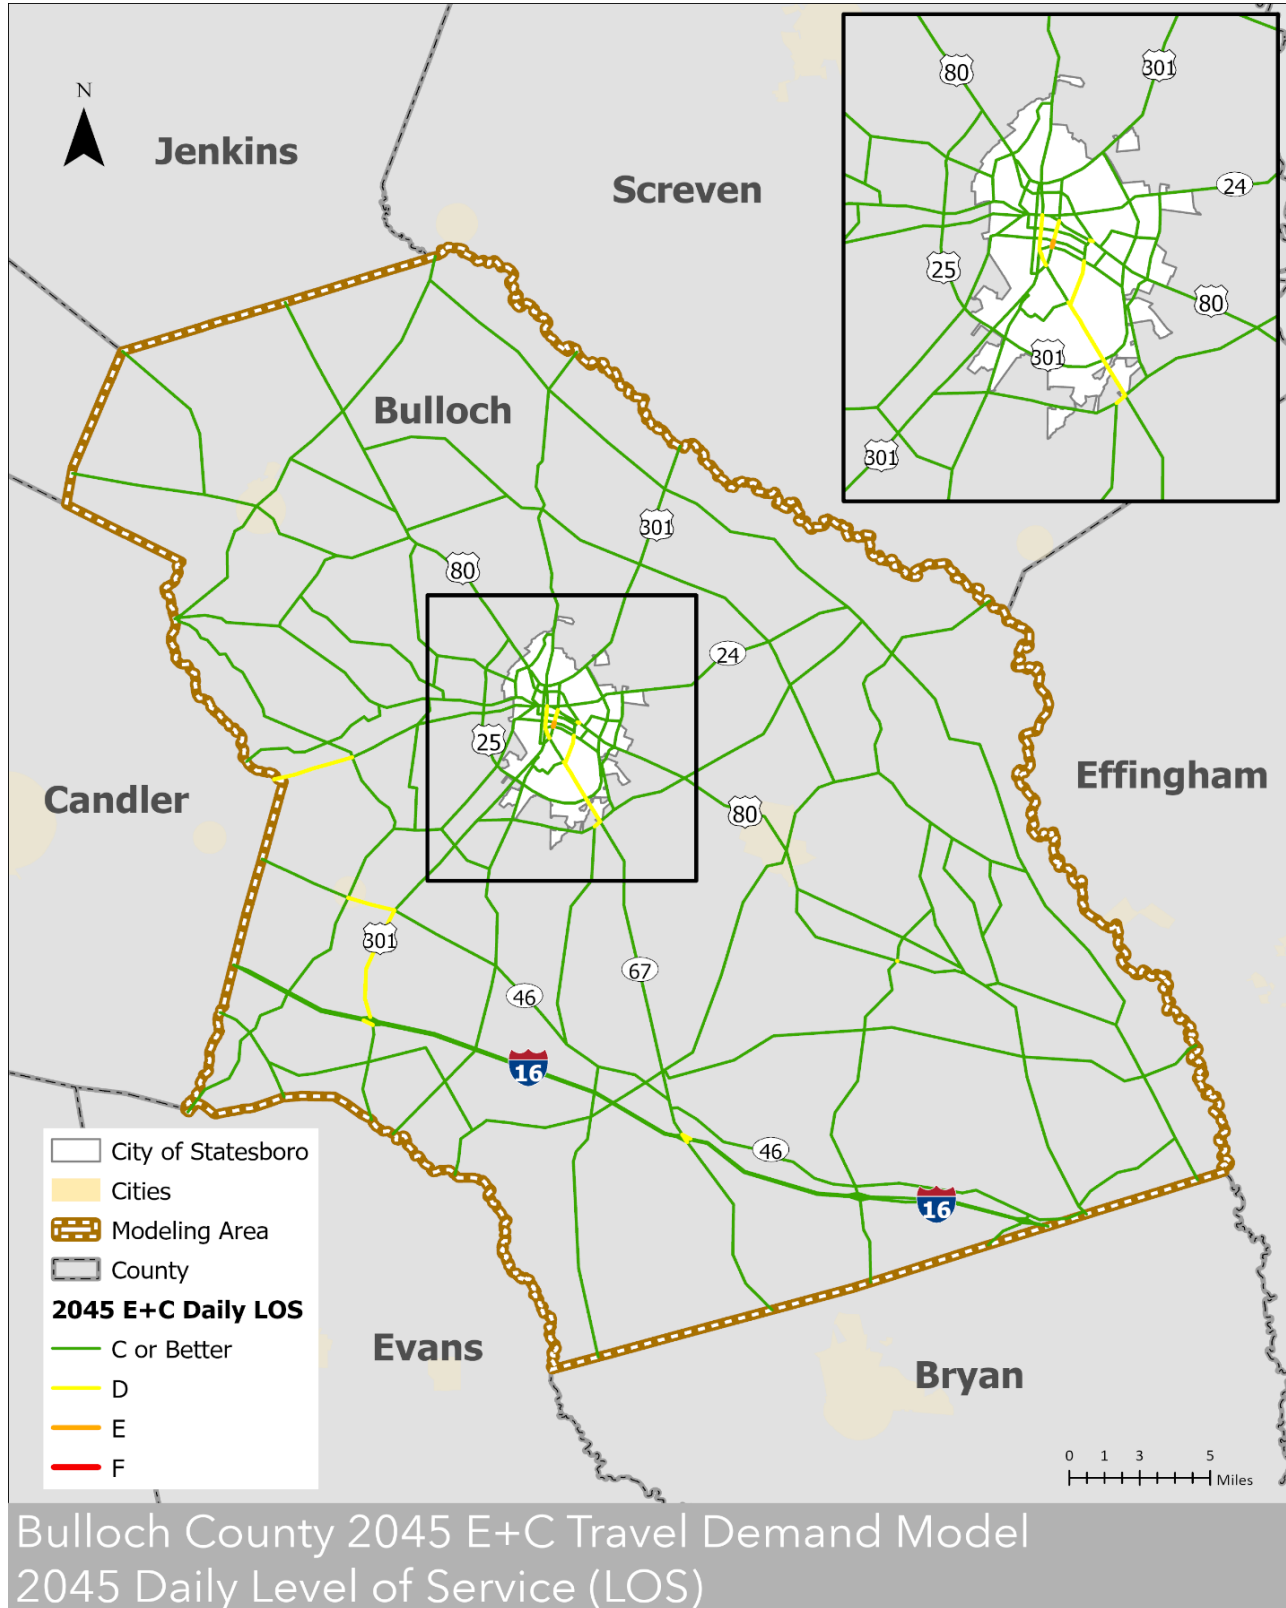 N
Jenkins
Screven
Bulloch
Candler
Effingham
Evans
Bryan
80
301
24
25
80
301
301
80
301
24
25
80
301
67
46
16
46
16
City of Statesboro
Cities
Modeling Area
County
2045 E+C Daily LOS
C or Better
D
E
F
0 1 3 5
Miles
Bulloch County 2045 E+C Travel Demand Model
2045 Daily Level of Service (LOS)